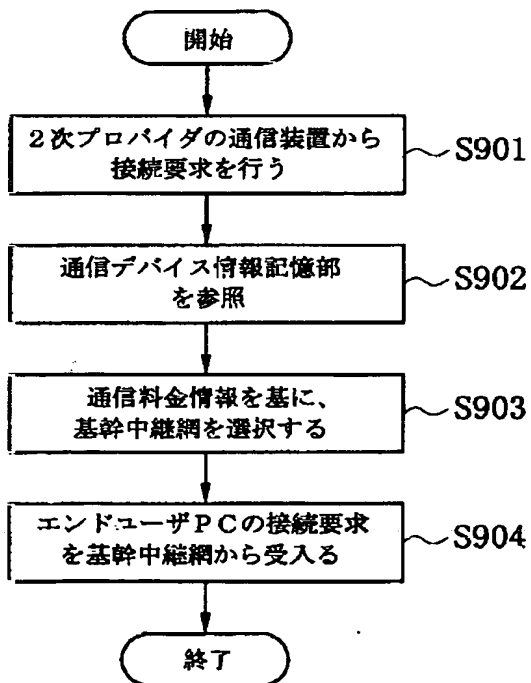 開始
2次プロバイダの通信装置から
接続要求を行う
S901
通信デバイス情報記憶部
を参照
S902
通信料金情報を基に、
基幹中継網を選択する
S903
エンドユーザPCの接続要求
を基幹中継網から受入る
S904
終了